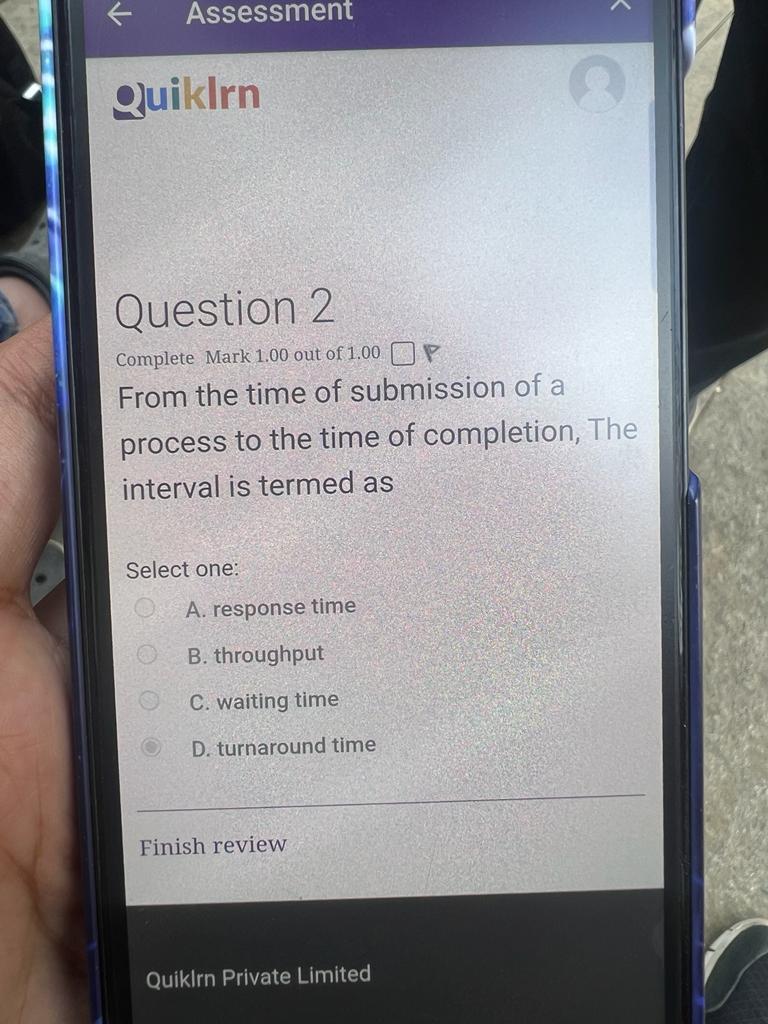 Assessment
Quiklrn
Question 2
Complete Mark 1.00 out of 1.00
From the time of submission of a
process to the time of completion, The
interval is termed as
Select one:
A. response time
B. throughput
C. waiting time
D. turnaround time
Finish review
Quiklrn Private Limited